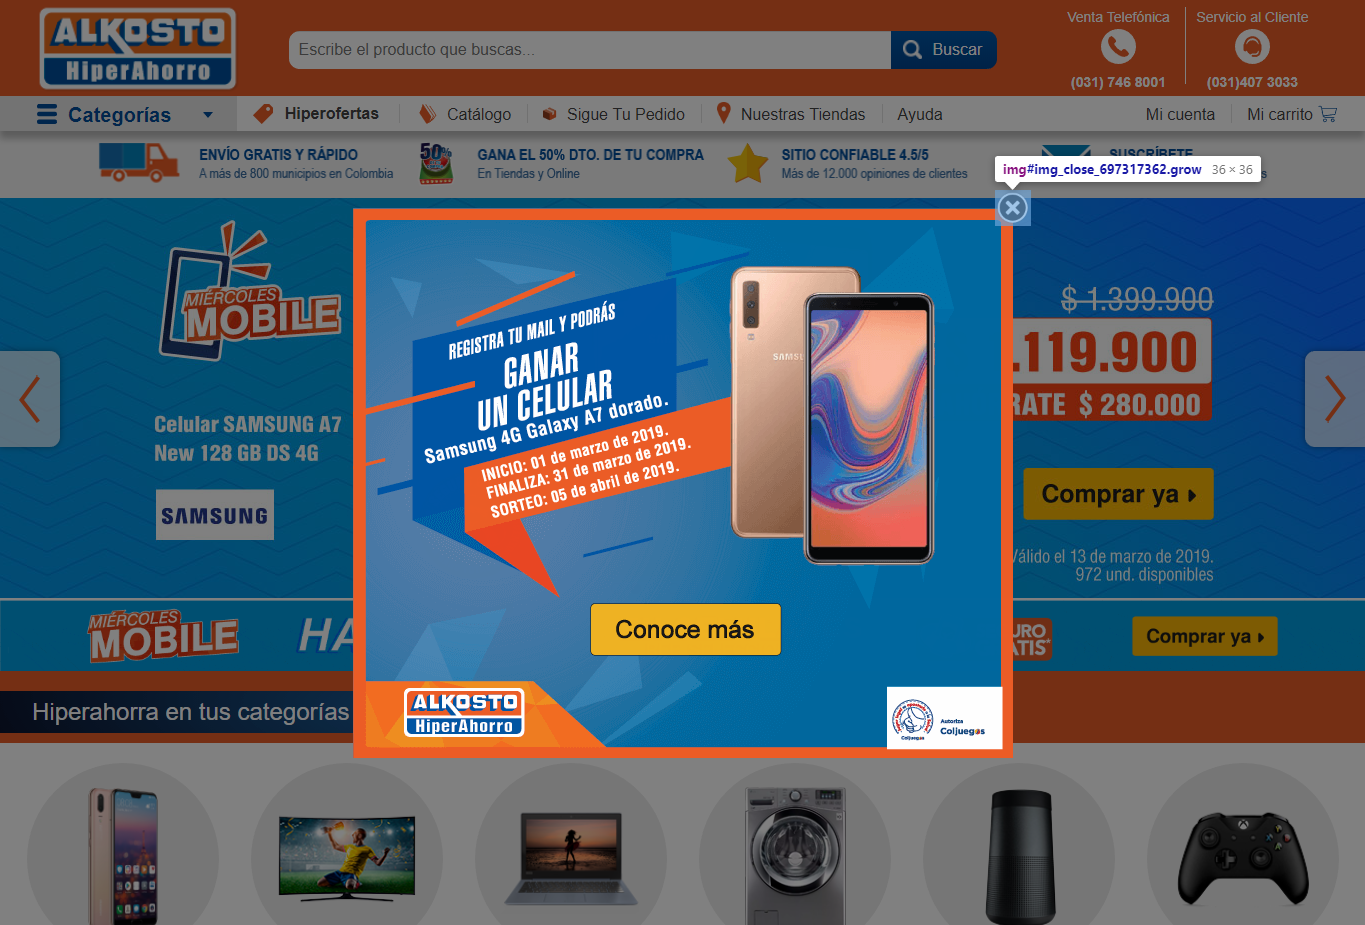 ALKOSTO
HiperAhorro
Escribe el producto que buscas...
Buscar
Venta Telefónica
(031) 746 8001
Servicio al Cliente
(031)407 3033
Categorías
Hiperofertas
Catálogo
Sigue Tu Pedido
Nuestras Tiendas
Ayuda
Mi cuenta
Mi carrito
ENVÍO GRATIS Y RÁPIDO
A más de 800 municipios en Colombia
50%
GANA EL 50% DTO. DE TU COMPRA
En Tiendas y Online
SITIO CONFIABLE 4.5/5
Más de 12.000 opiniones de clientes
SUSCRÍBETE
img#img_close_697317362.grow 36 × 36
MIÉRCOLES
MOBILE
Celular SAMSUNG A7
New 128 GB DS 4G
SAMSUNG
REGISTRA TU MAIL Y PODRÁS
GANAR
UN CELULAR
Samsung 4G Galaxy A7 dorado.
INICIO: 01 de marzo de 2019.
FINALIZA: 31 de marzo de 2019.
SORTEO: 05 de abril de 2019.
SAMS
Conoce más
ALKOSTO
HiperAhorro
Autoriza
Coljuegos
Coljuegos
$ 1.399.900
.119.900
RATE $ 280.000
Comprar ya
Válido el 13 de marzo de 2019.
972 und. disponibles
MIÉRCOLES
MOBILE
HA
URO
ATIS
Comprar ya
Hiperahorra en tus categorías